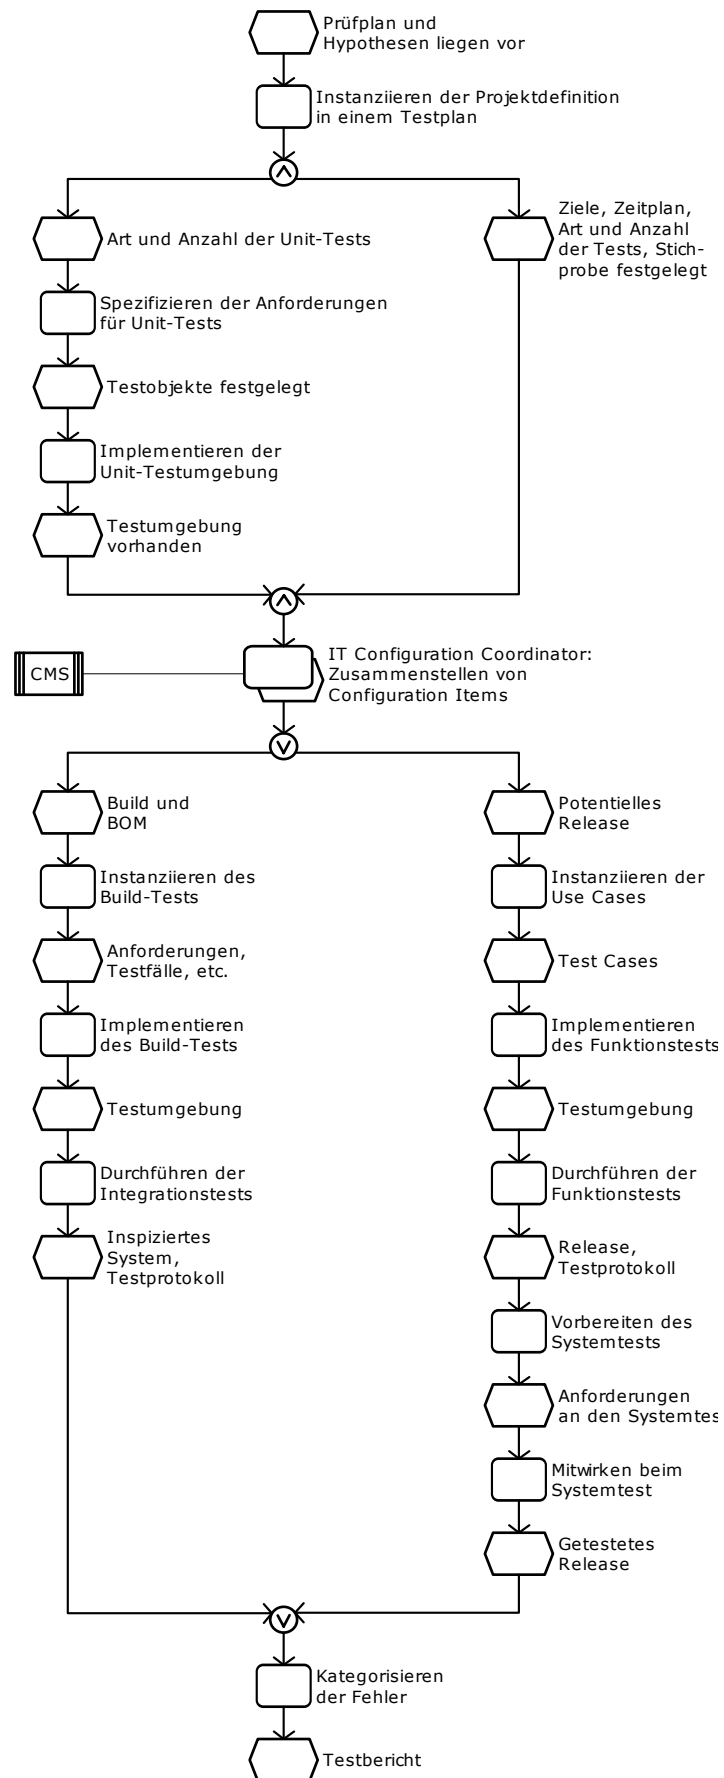 Prüfplan und
Hypothesen liegen vor
Instanziieren der Projektdefinition
in einem Testplan
Art und Anzahl der Unit-Tests
Ziele, Zeitplan,
Art und Anzahl
der Tests, Stich-
probe festgelegt
Spezifizieren der Anforderungen
für Unit-Tests
Testobjekte festgelegt
Implementieren der
Unit-Testumgebung
Testumgebung
vorhanden
CMS
IT Configuration Coordinator:
Zusammenstellen von
Configuration Items
Build und
BOM
Instanziieren des
Build-Tests
Anforderungen,
Testfälle, etc.
Implementieren
des Build-Tests
Testumgebung
Durchführen der
Integrationstests
Inspiziertes
System,
Testprotokoll
Potentielles
Release
Instanziieren der
Use Cases
Test Cases
Implementieren
des Funktionstests
Testumgebung
Durchführen der
Funktionstests
Release,
Testprotokoll
Vorbereiten des
Systemtests
Anforderungen
an den Systemtes
Mitwirken beim
Systemtest
Getestetes
Release
Kategorisieren
der Fehler
Testbericht